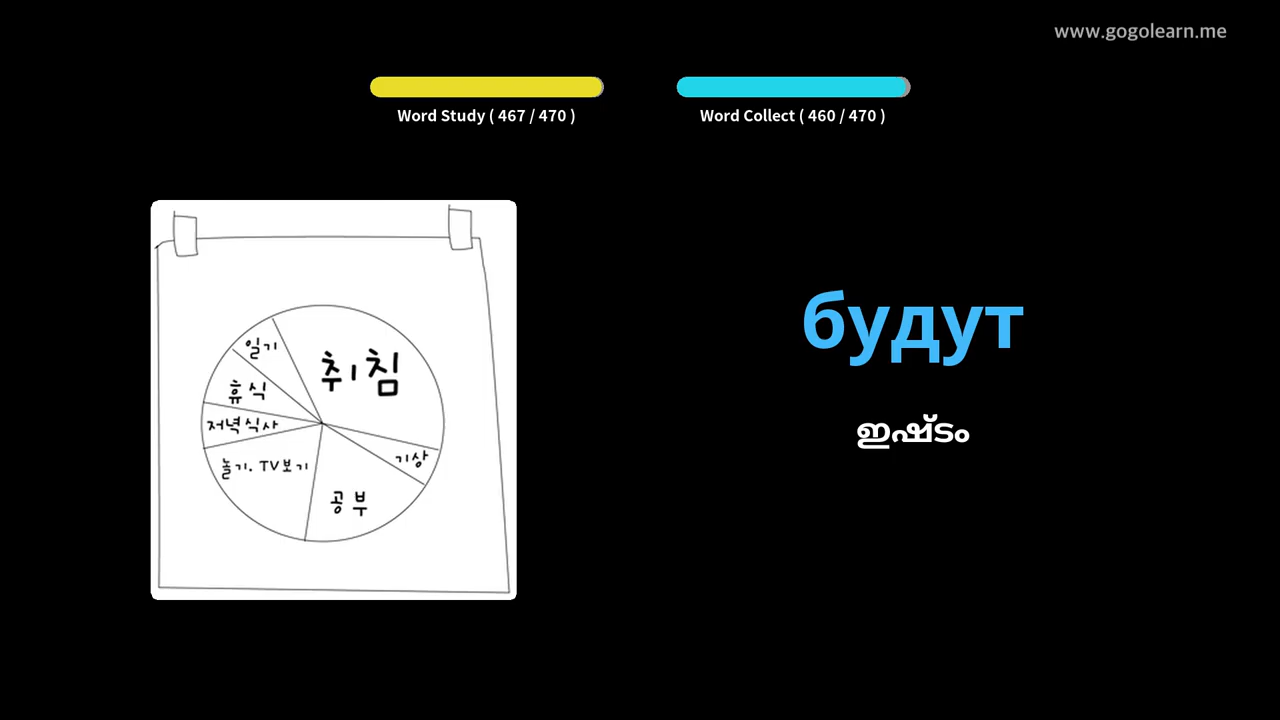 www.gogolearn.me
Word Study ( 467 / 470 )
Word Collect ( 460 / 470 )
일기
취침
휴식
저녁식사
놀기. TV보기
기상
공부
будут
ഇഷ്ടം